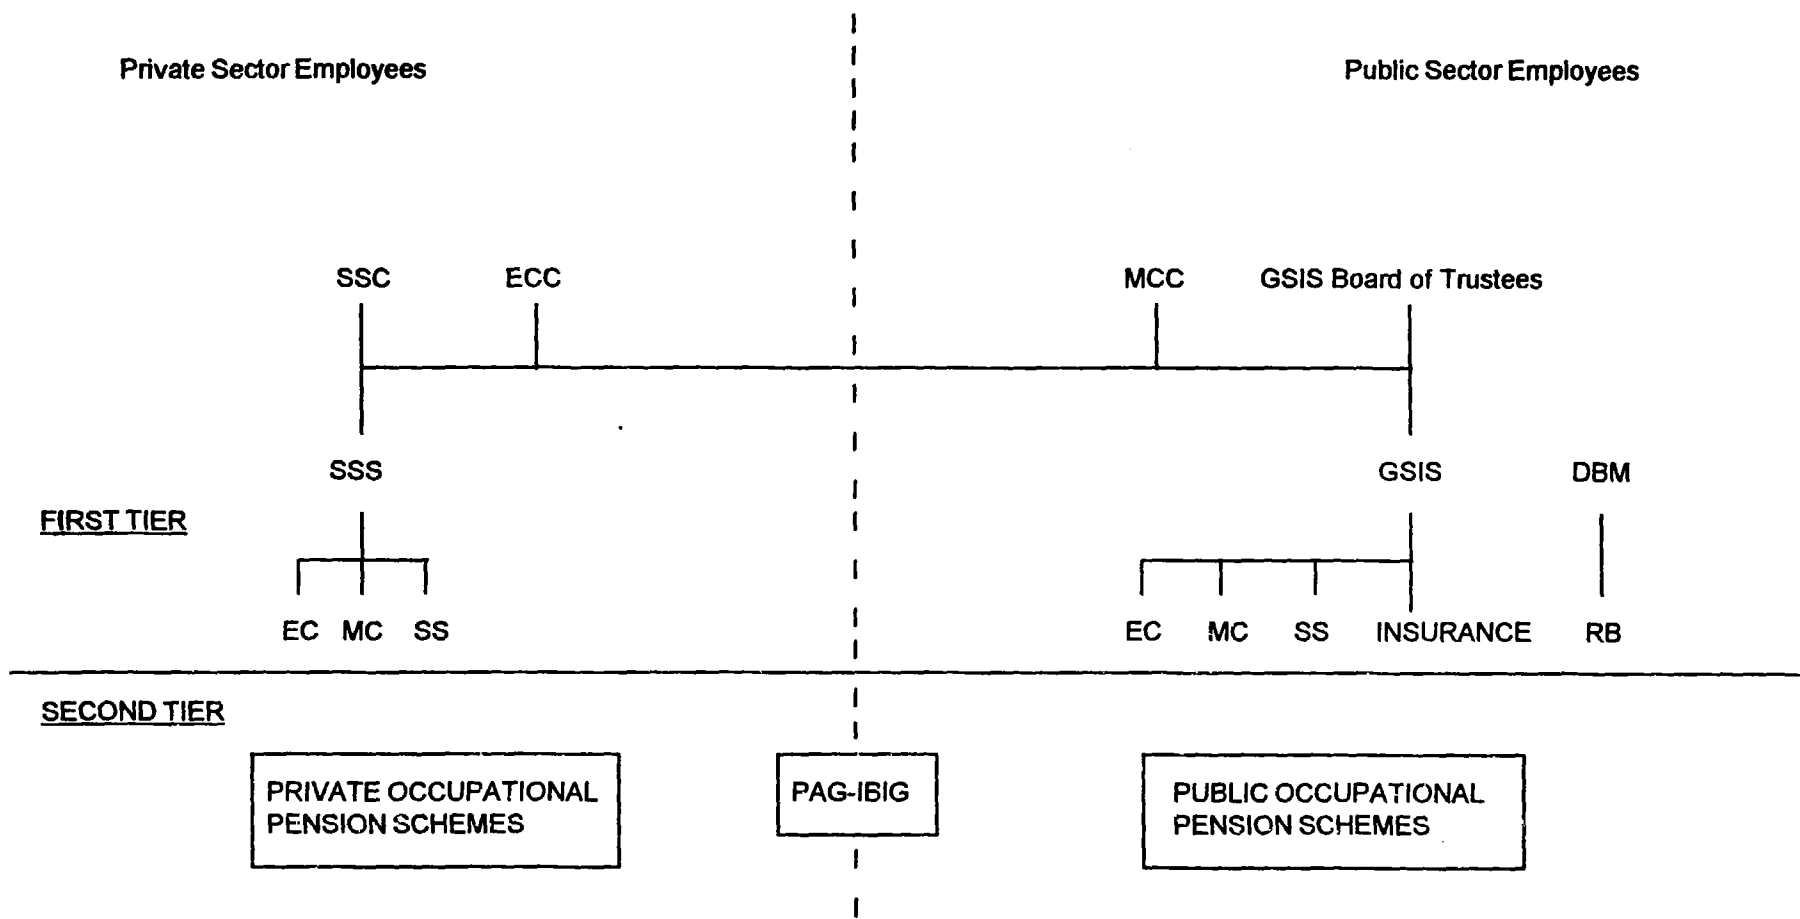 Private Sector Employees
Public Sector Employees
SSC
ECC
MCC
GSIS Board of Trustees
SSS
GSIS
DBM
FIRST TIER
EC
MC
SS
EC
MC
SS
INSURANCE
RB
SECOND TIER
PRIVATE OCCUPATIONAL
PENSION SCHEMES
PAG-IBIG
PUBLIC OCCUPATIONAL
PENSION SCHEMES